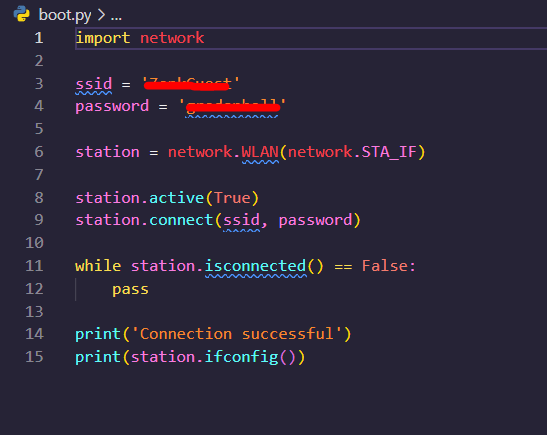 boot.py > ...
1 import network
2
3 ssid = ' '
4 password = ' '
5
6 station = network.WLAN(network.STA_IF)
7
8 station.active(True)
9 station.connect(ssid, password)
10
11 while station.isconnected() == False:
12 pass
13
14 print('Connection successful')
15 print(station.ifconfig())